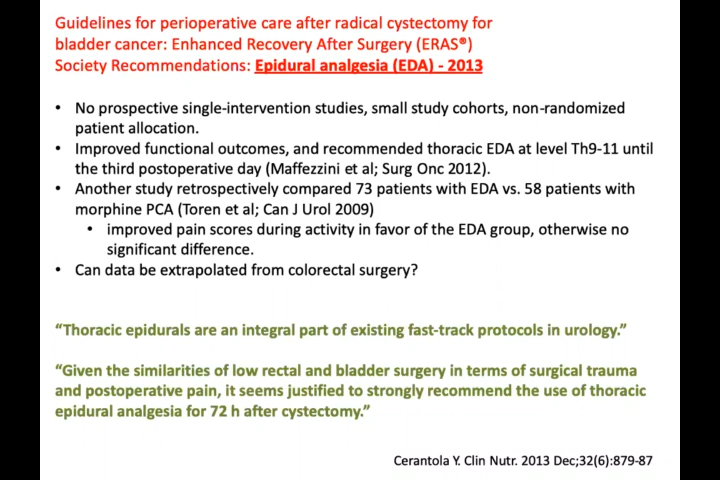 Guidelines for perioperative care after radical cystectomy for
bladder cancer: Enhanced Recovery After Surgery (ERAS®)
Society Recommendations: Epidural analgesia (EDA) - 2013
• No prospective single-intervention studies, small study cohorts, non-randomized
patient allocation.
• Improved functional outcomes, and recommended thoracic EDA at level Th9-11 until
the third postoperative day (Maffezzini et al; Surg Onc 2012).
• Another study retrospectively compared 73 patients with EDA vs. 58 patients with
morphine PCA (Toren et al; Can J Urol 2009)
• improved pain scores during activity in favor of the EDA group, otherwise no
significant difference.
• Can data be extrapolated from colorectal surgery?
“Thoracic epidurals are an integral part of existing fast-track protocols in urology.”
“Given the similarities of low rectal and bladder surgery in terms of surgical trauma
and postoperative pain, it seems justified to strongly recommend the use of thoracic
epidural analgesia for 72 h after cystectomy.”
Cerantola Y. Clin Nutr. 2013 Dec;32(6):879-87